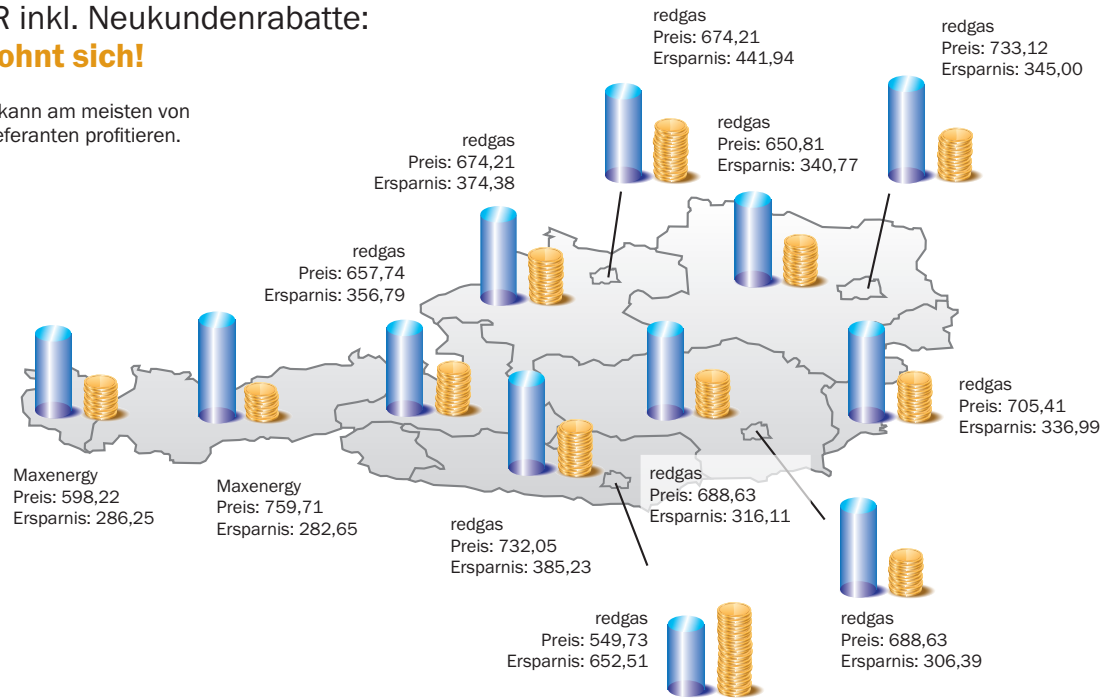 R inkl. Neukundenrabatte:
ohnt sich!
kann am meisten von
eferanten profitieren.
redgas
Preis: 674,21
Ersparnis: 441,94
redgas
Preis: 733,12
Ersparnis: 345,00
redgas
Preis: 650,81
Ersparnis: 340,77
redgas
Preis: 674,21
Ersparnis: 374,38
redgas
Preis: 657,74
Ersparnis: 356,79
redgas
Preis: 705,41
Ersparnis: 336,99
Maxenergy
Preis: 598,22
Ersparnis: 286,25
Maxenergy
Preis: 759,71
Ersparnis: 282,65
redgas
Preis: 688,63
Ersparnis: 316,11
redgas
Preis: 732,05
Ersparnis: 385,23
redgas
Preis: 549,73
Ersparnis: 652,51
redgas
Preis: 688,63
Ersparnis: 306,39